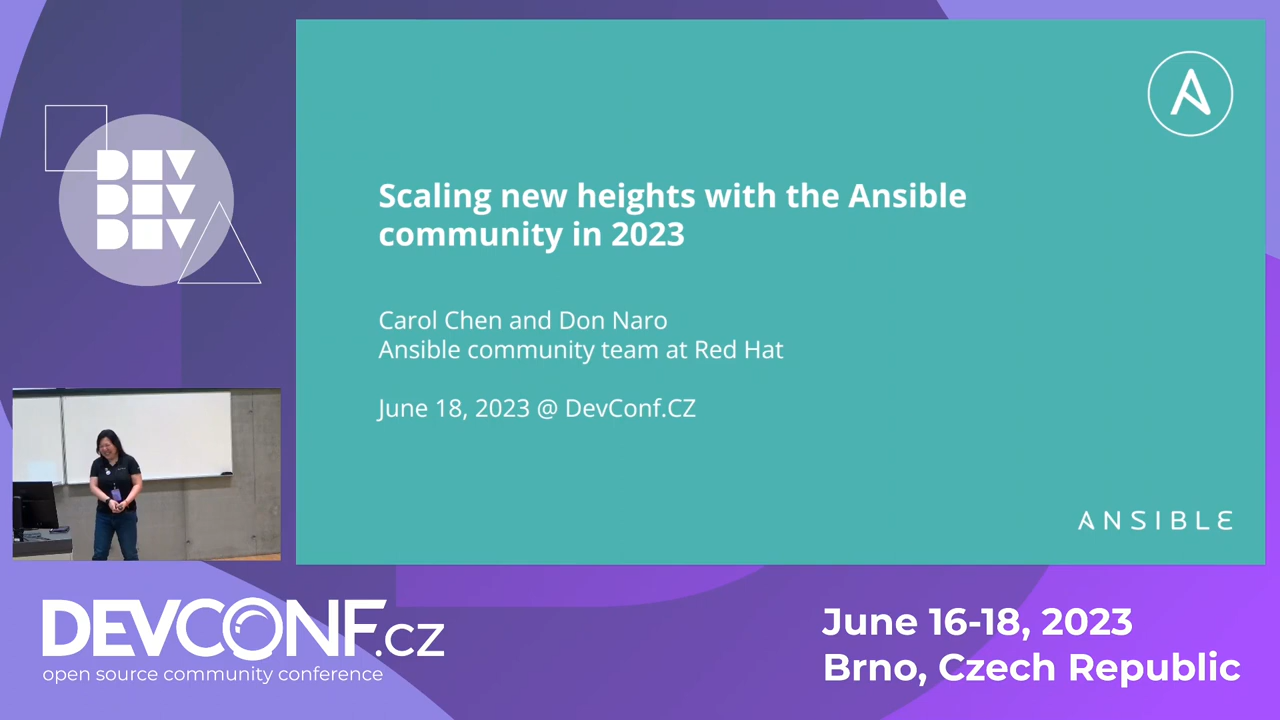 DEV
DEV
DEV
Scaling new heights with the Ansible
community in 2023
Carol Chen and Don Naro
Ansible community team at Red Hat
June 18, 2023 @ DevConf.CZ
ANSIBLE
DEVCONF.cz
open source community conference
June 16-18, 2023
Brno, Czech Republic